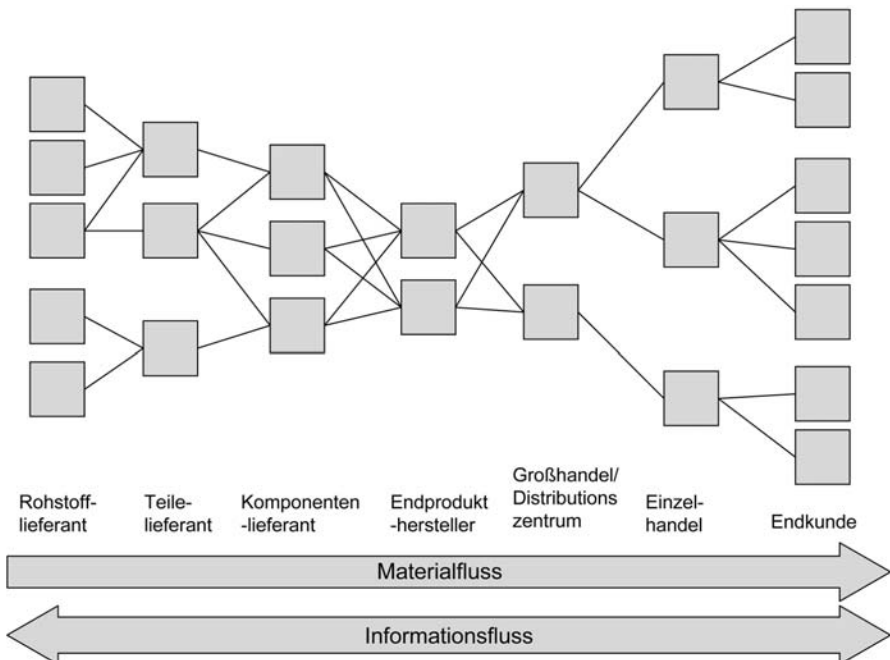 Rohstoff-
lieferant
Teile-
lieferant
Komponenten
-lieferant
Endprodukt
-hersteller
Großhandel/
Distributions
zentrum
Einzel-
handel
Endkunde
Materialfluss
Informationsfluss